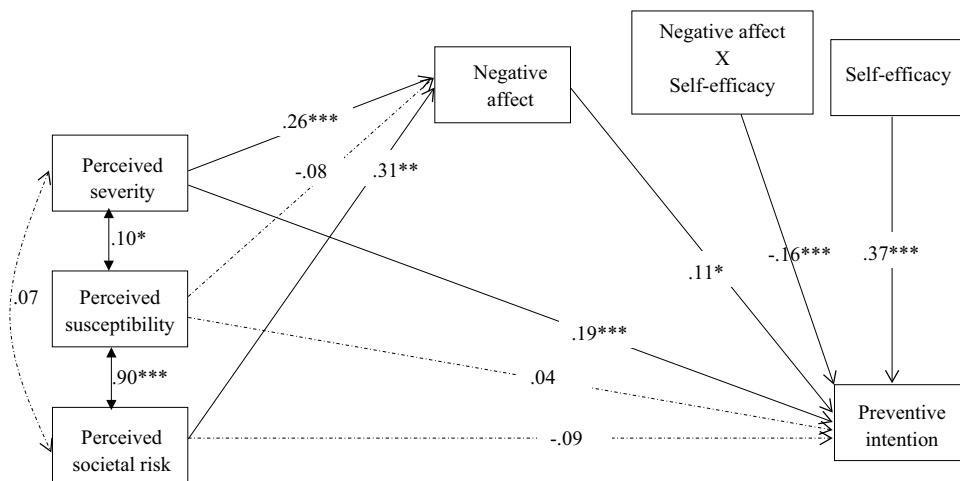 Negative affect
X
Self-efficacy
Self-efficacy
Negative
affect
.26***
-.08
.31**
Perceived
severity
.10*
.07
Perceived
susceptibility
.90***
Perceived
societal risk
.11*
-.16***
.37***
.19***
.04
-.09
Preventive
intention